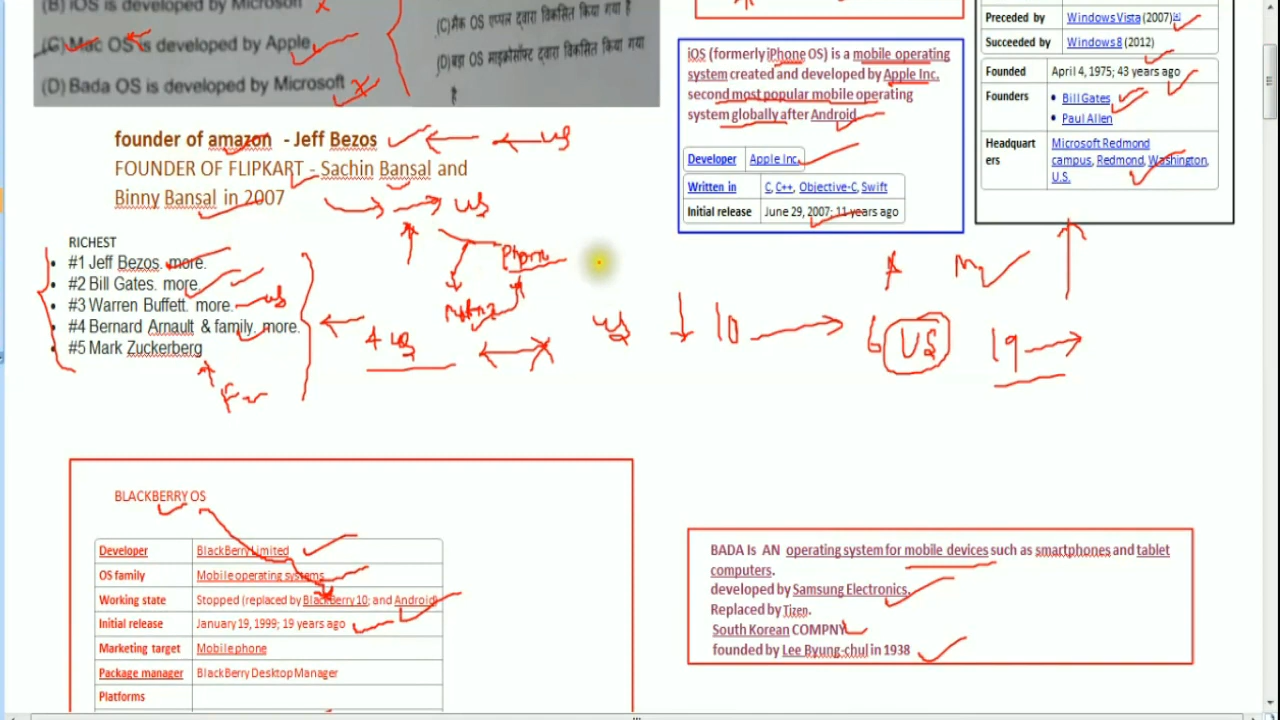 (B) iOS is developed by Microsoft
(C) Mac OS is developed by Apple
(D) Bada OS is developed by Microsoft
(C) मैक OS एप्पल द्वारा विकसित किया गया है
(D) बडा OS माइक्रोसॉफ्ट द्वारा विकसित किया गया
है
founder of amazon - Jeff Bezos
FOUNDER OF FLIPKART - Sachin Bansal and
Binny Bansal in 2007
us
us
RICHEST
#1 Jeff Bezos. more.
#2 Bill Gates. more.
#3 Warren Buffett. more.
#4 Bernard Arnault & family. more.
#5 Mark Zuckerberg
us
4 us
us
10
6 US
19
iOS (formerly iPhone OS) is a mobile operating
system created and developed by Apple Inc.
second most popular mobile operating
system globally after Android
Developer Apple Inc.
Written in C, C++, Objective-C, Swift
Initial release June 29, 2007; 11 years ago
Preceded by Windows Vista (2007)
Succeeded by Windows 8 (2012)
Founded April 4, 1975; 43 years ago
Founders • Bill Gates
• Paul Allen
Headquart
ers
Microsoft Redmond
campus, Redmond, Washington,
U.S.
BLACKBERRY OS
Developer BlackBerry Limited
OS family Mobile operating systems
Working state Stopped (replaced by BlackBerry 10; and Android)
Initial release January 19, 1999; 19 years ago
Marketing target Mobile phone
Package manager BlackBerry Desktop Manager
Platforms
BADA Is AN operating system for mobile devices such as smartphones and tablet
computers.
developed by Samsung Electronics.
Replaced by Tizen.
South Korean COMPNY
founded by Lee Byung-chul in 1938